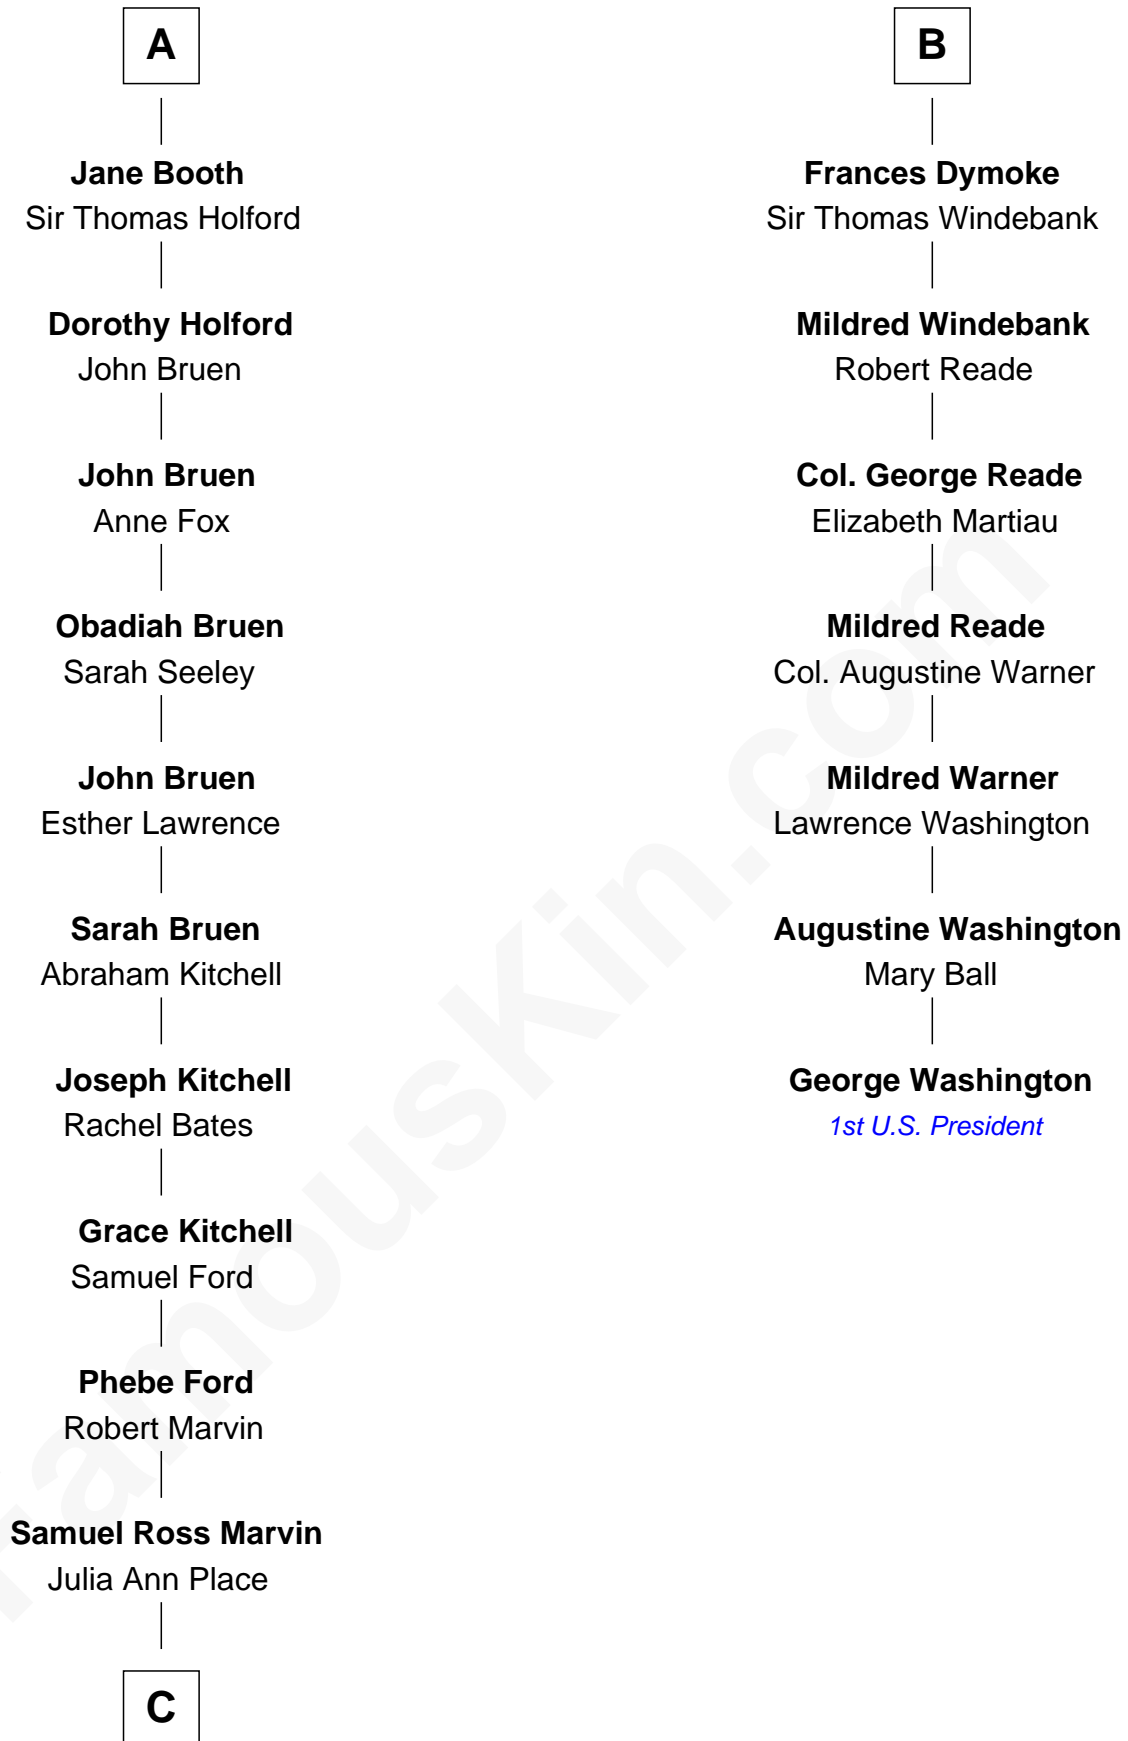 A
Jane Booth
Sir Thomas Holford
Dorothy Holford
John Bruen
John Bruen
Anne Fox
Obadiah Bruen
Sarah Seeley
John Bruen
Esther Lawrence
Sarah Bruen
Abraham Kitchell
Joseph Kitchell
Rachel Bates
Grace Kitchell
Samuel Ford
Phebe Ford
Robert Marvin
Samuel Ross Marvin
Julia Ann Place
C
B
Frances Dymoke
Sir Thomas Windebank
Mildred Windebank
Robert Reade
Col. George Reade
Elizabeth Martiau
Mildred Reade
Col. Augustine Warner
Mildred Warner
Lawrence Washington
Augustine Washington
Mary Ball
George Washington
1st U.S. President
FamousKin.com